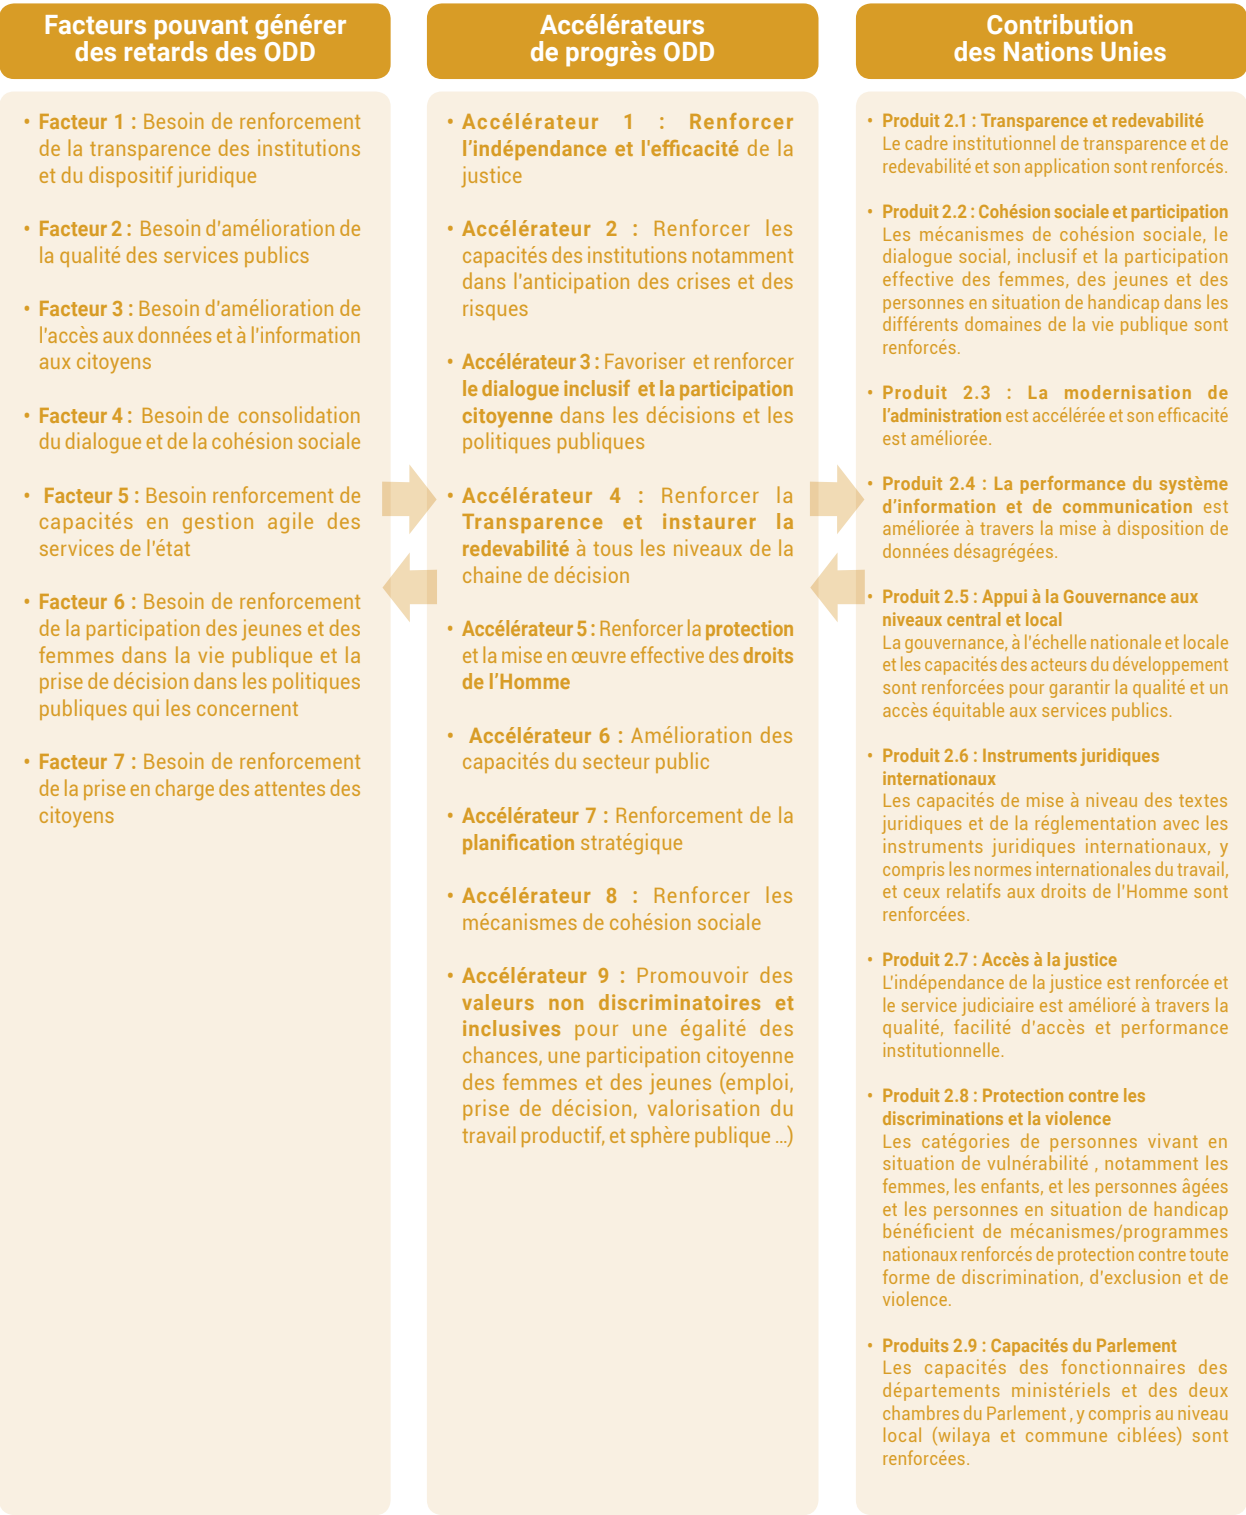 Facteurs pouvant générer
des retards des ODD
• Facteur 1 : Besoin de renforcement
de la transparence des institutions
et du dispositif juridique
• Facteur 2 : Besoin d'amélioration de
la qualité des services publics
• Facteur 3 : Besoin d'amélioration de
l'accès aux données et à l'information
aux citoyens
• Facteur 4 : Besoin de consolidation
du dialogue et de la cohésion sociale
• Facteur 5 : Besoin renforcement de
capacités en gestion agile des
services de l'état
• Facteur 6 : Besoin de renforcement
de la participation des jeunes et des
femmes dans la vie publique et la
prise de décision dans les politiques
publiques qui les concernent
• Facteur 7 : Besoin de renforcement
de la prise en charge des attentes des
citoyens
Accélérateurs
de progrès ODD
• Accélérateur 1 : Renforcer
l’indépendance et l'efficacité de la
justice
• Accélérateur 2 : Renforcer les
capacités des institutions notamment
dans l'anticipation des crises et des
risques
• Accélérateur 3 : Favoriser et renforcer
le dialogue inclusif et la participation
citoyenne dans les décisions et les
politiques publiques
• Accélérateur 4 : Renforcer la
Transparence et instaurer la
redevabilité à tous les niveaux de la
chaine de décision
• Accélérateur 5 : Renforcer la protection
et la mise en œuvre effective des droits
de l’Homme
• Accélérateur 6 : Amélioration des
capacités du secteur public
• Accélérateur 7 : Renforcement de la
planification stratégique
• Accélérateur 8 : Renforcer les
mécanismes de cohésion sociale
• Accélérateur 9 : Promouvoir des
valeurs non discriminatoires et
inclusives pour une égalité des
chances, une participation citoyenne
des femmes et des jeunes (emploi,
prise de décision, valorisation du
travail productif, et sphère publique ...)
Contribution
des Nations Unies
• Produit 2.1 : Transparence et redevabilité
Le cadre institutionnel de transparence et de
redevabilité et son application sont renforcés.
• Produit 2.2 : Cohésion sociale et participation
Les mécanismes de cohésion sociale, le
dialogue social, inclusif et la participation
effective des femmes, des jeunes et des
personnes en situation de handicap dans les
différents domaines de la vie publique sont
renforcés.
• Produit 2.3 : La modernisation de
l’administration est accélérée et son efficacité
est améliorée.
• Produit 2.4 : La performance du système
d’information et de communication est
améliorée à travers la mise à disposition de
données désagrégées.
• Produit 2.5 : Appui à la Gouvernance aux
niveaux central et local
La gouvernance, à l'échelle nationale et locale
et les capacités des acteurs du développement
sont renforcées pour garantir la qualité et un
accès équitable aux services publics.
• Produit 2.6 : Instruments juridiques
internationaux
Les capacités de mise à niveau des textes
juridiques et de la réglementation avec les
instruments juridiques internationaux, y
compris les normes internationales du travail,
et ceux relatifs aux droits de l'Homme sont
renforcées.
• Produit 2.7 : Accès à la justice
L'indépendance de la justice est renforcée et
le service judiciaire est amélioré à travers la
qualité, facilité d'accès et performance
institutionnelle.
• Produit 2.8 : Protection contre les
discriminations et la violence
Les catégories de personnes vivant en
situation de vulnérabilité , notamment les
femmes, les enfants, et les personnes âgées
et les personnes en situation de handicap
bénéficient de mécanismes/programmes
nationaux renforcés de protection contre toute
forme de discrimination, d'exclusion et de
violence.
• Produits 2.9 : Capacités du Parlement
Les capacités des fonctionnaires des
départements ministériels et des deux
chambres du Parlement , y compris au niveau
local (wilaya et commune ciblées) sont
renforcées.